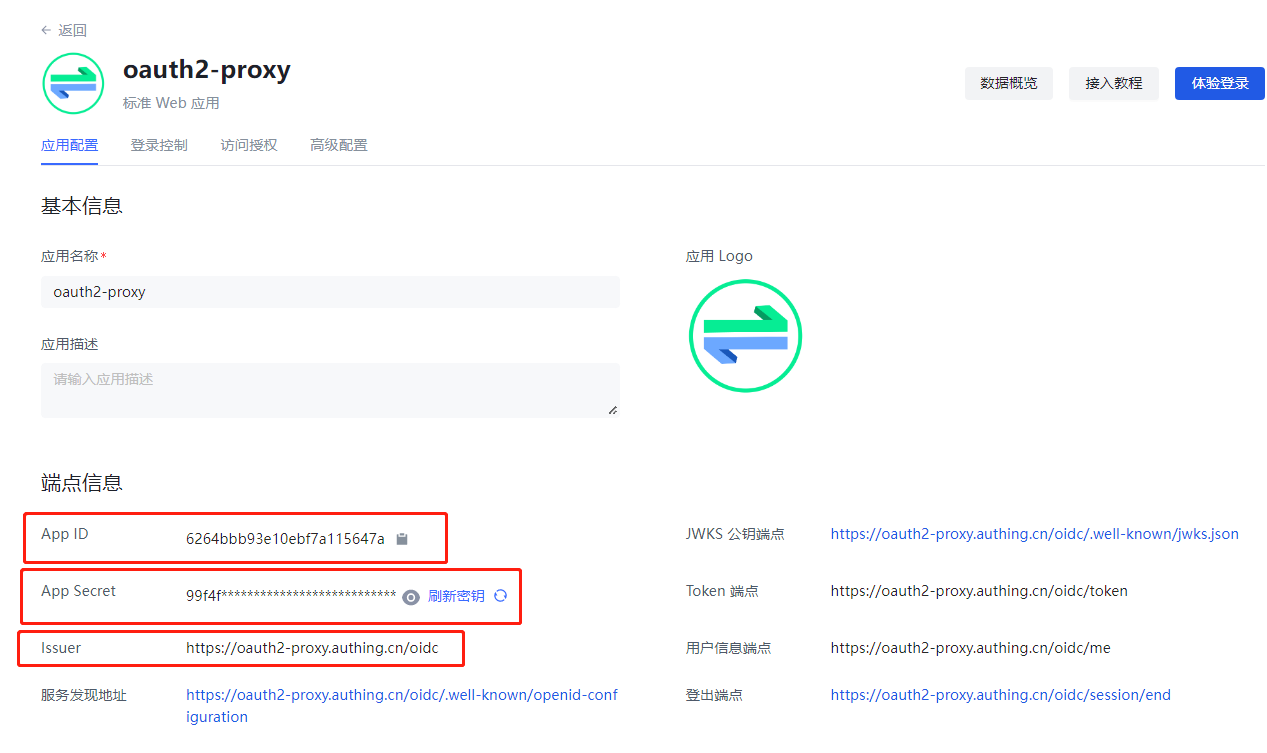 ← 返回
oauth2-proxy
标准 Web 应用
数据概览
接入教程
体验登录
应用配置
登录控制
访问授权
高级配置
基本信息
应用名称*
oauth2-proxy
应用 Logo
应用描述
请输入应用描述
端点信息
App ID
6264bbb93e10ebf7a115647a
JWKS 公钥端点
https://oauth2-proxy.authing.cn/oidc/.well-known/jwks.json
App Secret
99f4f***************************
刷新密钥
Token 端点
https://oauth2-proxy.authing.cn/oidc/token
Issuer
https://oauth2-proxy.authing.cn/oidc
用户信息端点
https://oauth2-proxy.authing.cn/oidc/me
服务发现地址
https://oauth2-proxy.authing.cn/oidc/.well-known/openid-conf
iguration
登出端点
https://oauth2-proxy.authing.cn/oidc/session/end